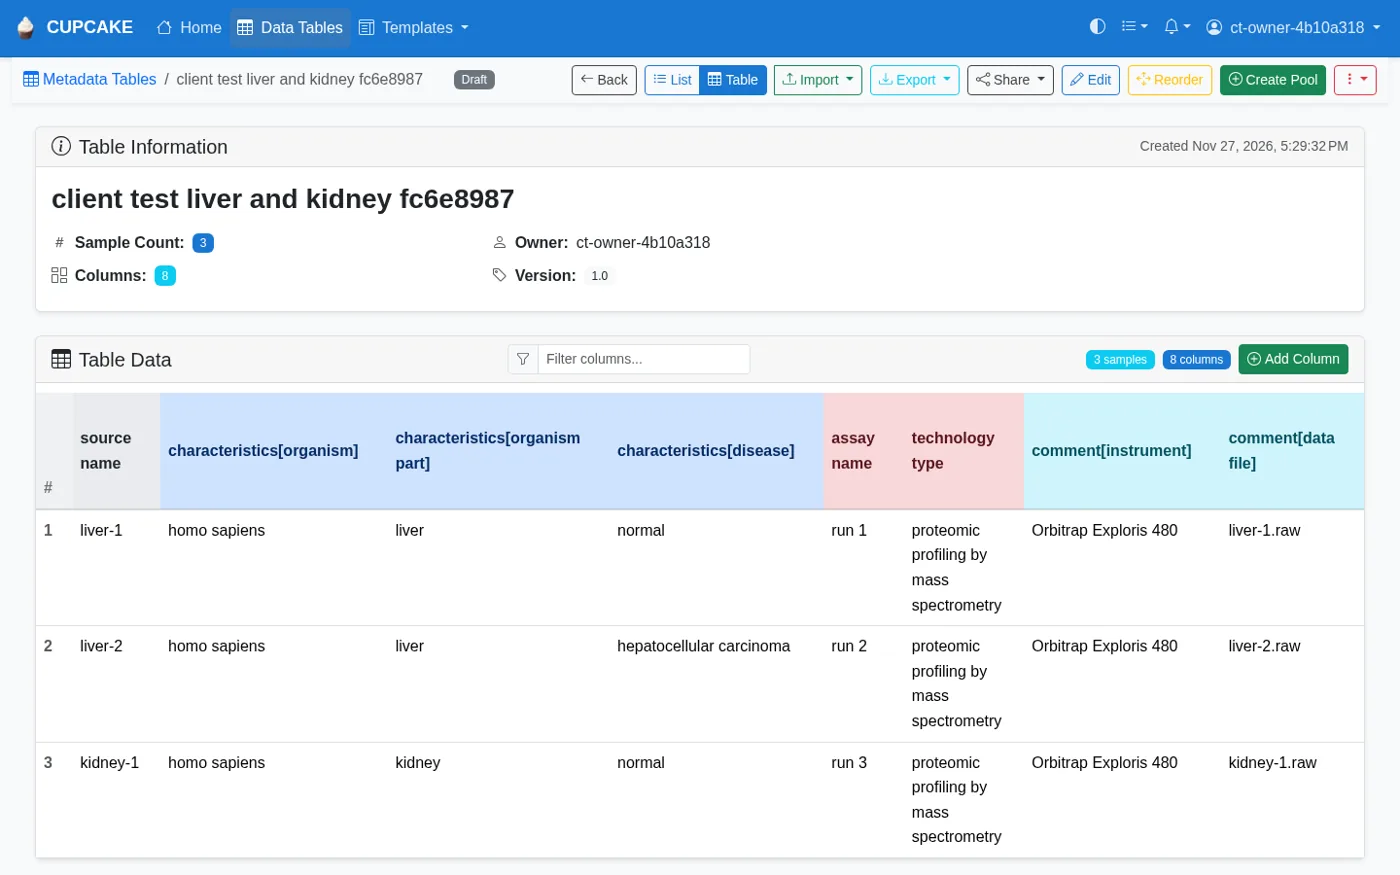 CUPCAKE Home Data Tables Templates ct-owner-4b10a318
Metadata Tables / client test liver and kidney fc6e8987 Draft Back List Table Import Export Share Edit Reorder Create Pool
Table Information Created Nov 27, 2026, 5:29:32 PM
client test liver and kidney fc6e8987
# Sample Count: 3 Owner: ct-owner-4b10a318
Columns: 8 Version: 1.0
Table Data Filter columns... 3 samples 8 columns Add Column
# source name characteristics[organism] characteristics[organism part] characteristics[disease] assay name technology type comment[instrument] comment[data file]
1 liver-1 homo sapiens liver normal run 1 proteomic profiling by mass spectrometry Orbitrap Exploris 480 liver-1.raw
2 liver-2 homo sapiens liver hepatocellular carcinoma run 2 proteomic profiling by mass spectrometry Orbitrap Exploris 480 liver-2.raw
3 kidney-1 homo sapiens kidney normal run 3 proteomic profiling by mass spectrometry Orbitrap Exploris 480 kidney-1.raw